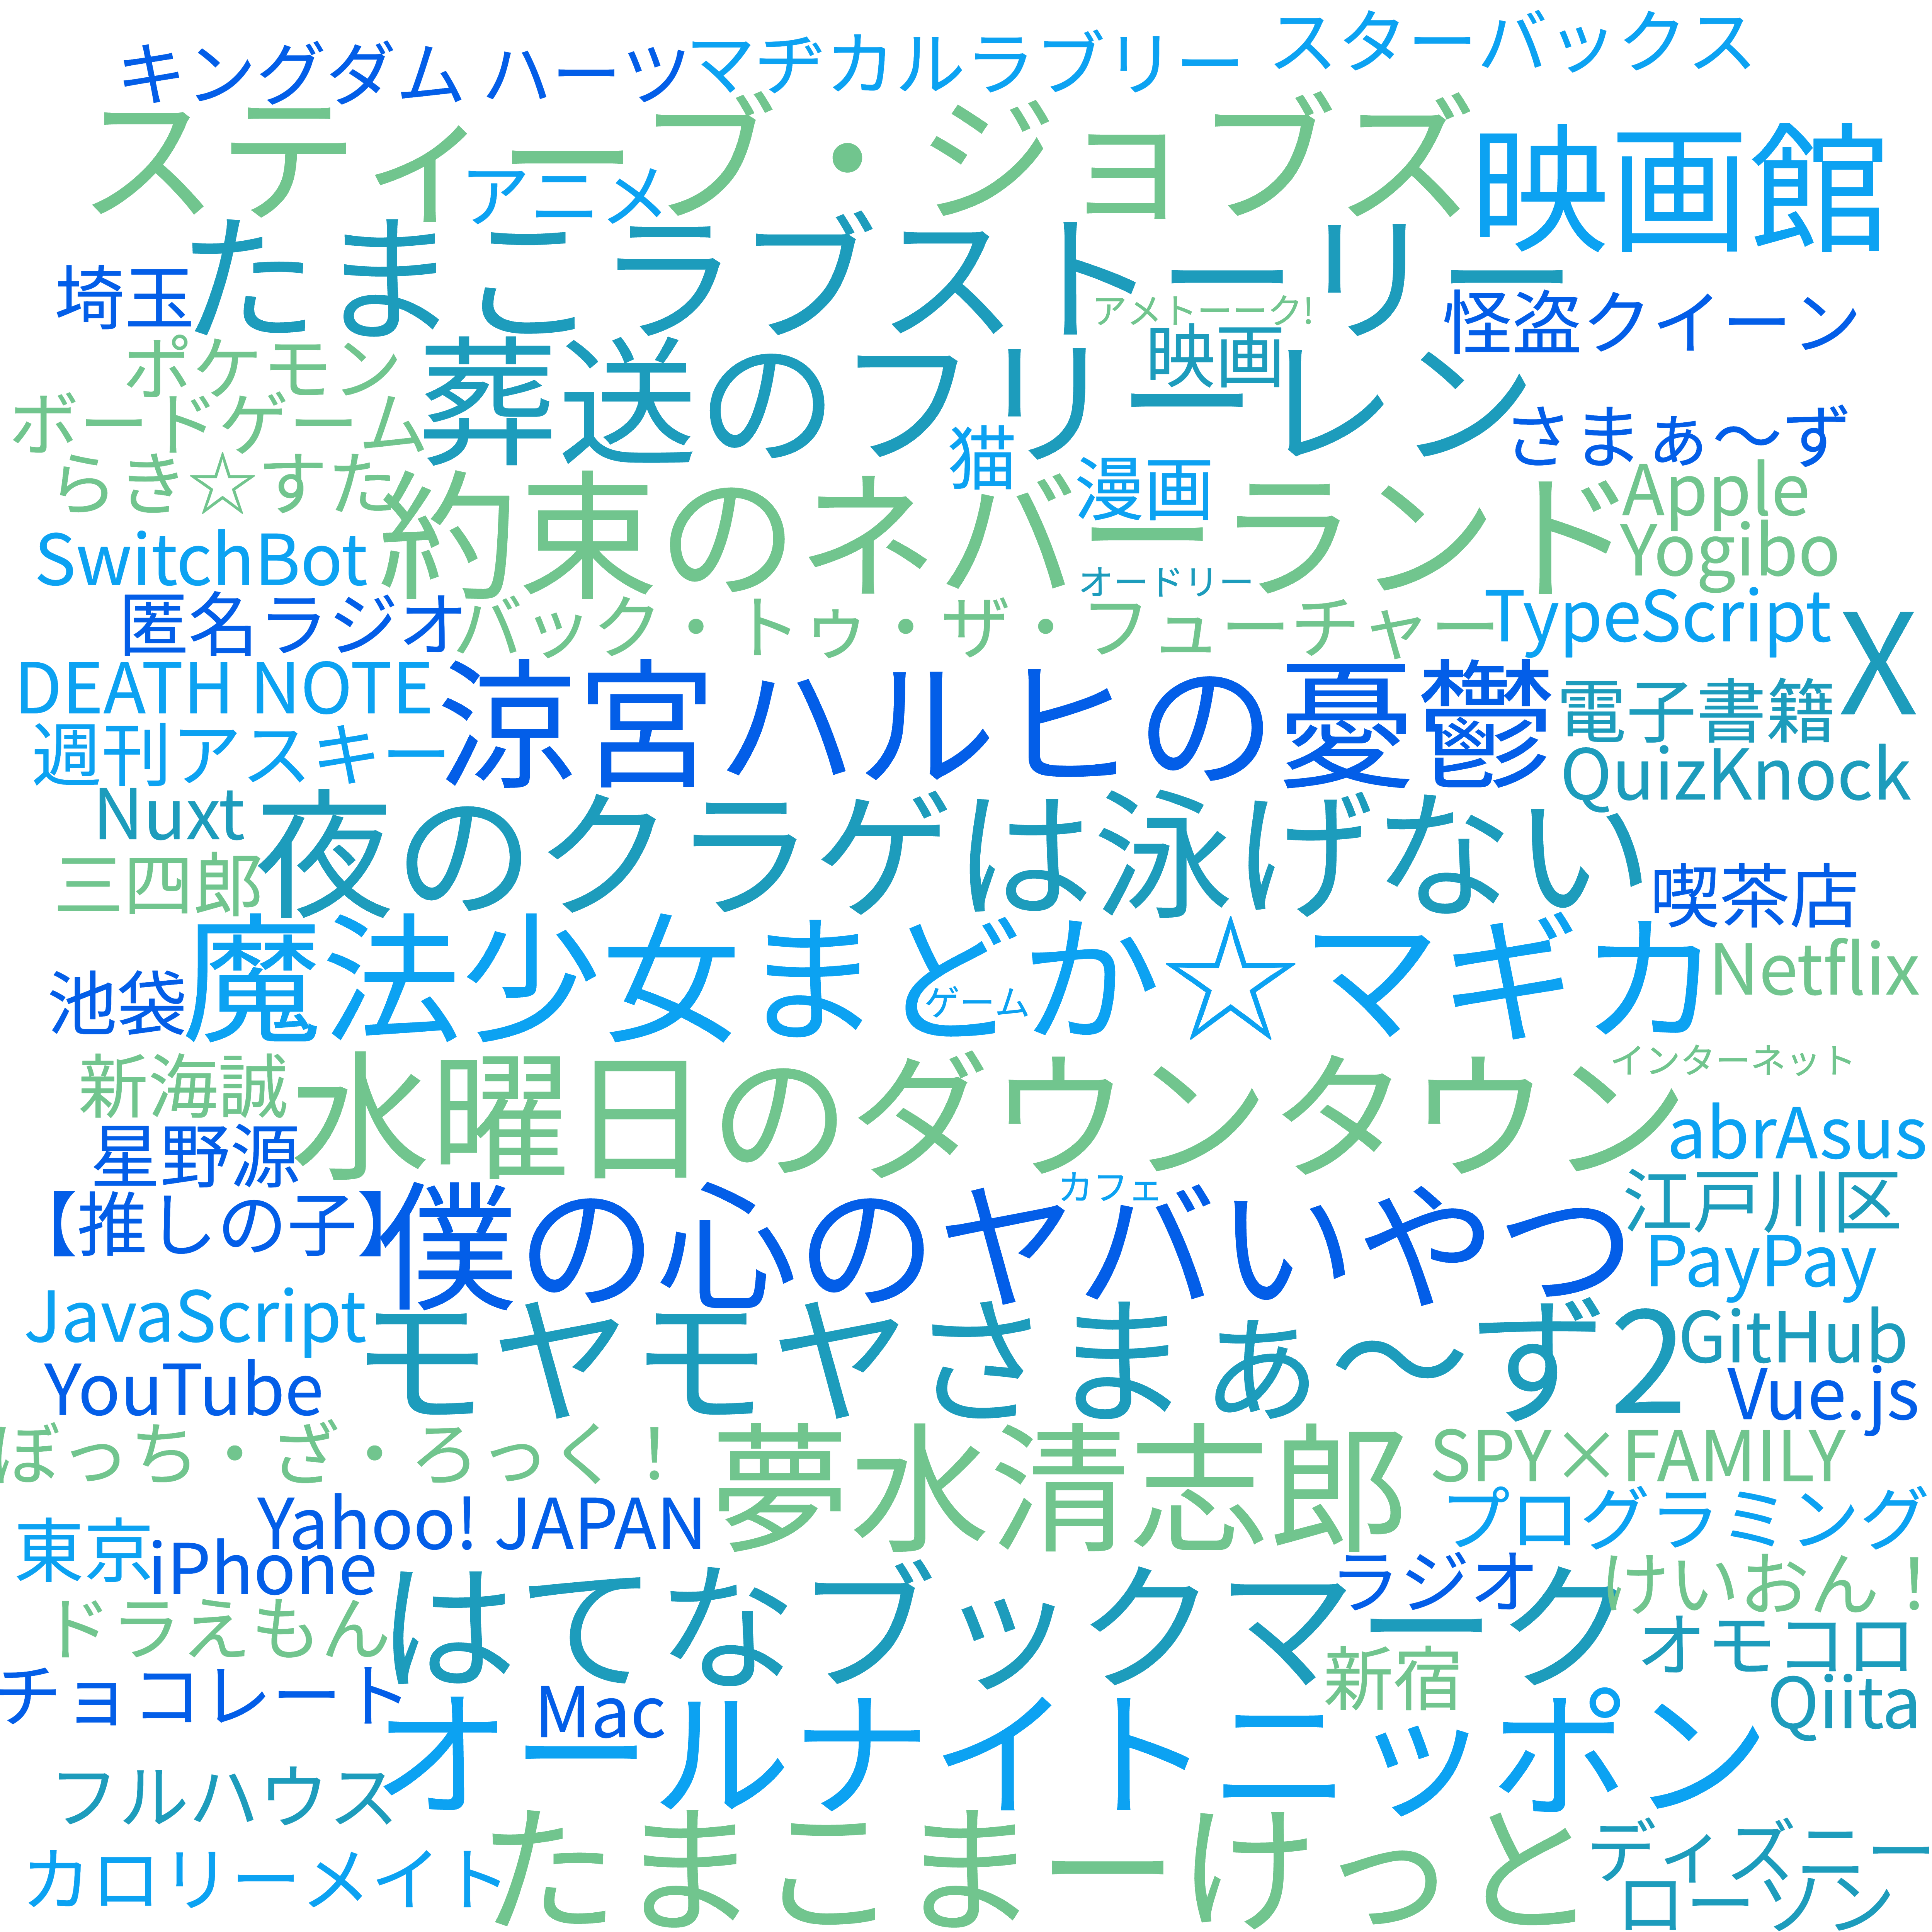 キングダム ハーツ
マヂカルラブリー
スターバックス
スティーブ・ジョブズ
映画館
アニメ
たまこラブストーリー
埼玉
アメトーーク!
怪盗クイーン
ポケモン
葬送のフリーレン
映画
ボードゲーム
さまぁ～ず
猫
らき☆すた
約束のネバーランド
漫画
Apple
SwitchBot
Yogibo
オードリー
匿名ラジオ
バック・トゥ・ザ・フューチャー
TypeScript
X
DEATH NOTE
涼宮ハルヒの憂鬱
電子書籍
週刊アスキー
QuizKnock
Nuxt
夜のクラゲは泳げない
三四郎
喫茶店
魔法少女まどか☆マギカ
Netflix
池袋
ゲーム
新海誠
水曜日のダウンタウン
インターネット
星野源
abrAsus
カフェ
江戸川区
【推しの子】
僕の心のヤバいやつ
PayPay
JavaScript
モヤモヤさまぁ～ず2
GitHub
YouTube
Vue.js
ぼっち・ざ・ろっく！
夢水清志郎
SPY×FAMILY
Yahoo! JAPAN
プログラミング
東京
iPhone
はてなブックマーク
ラジオ
けいおん！
ドラえもん
オモコロ
新宿
チョコレート
Mac
オールナイトニッポン
Qiita
フルハウス
たまこまーけっと
ディズニー
カロリーメイト
ローソン